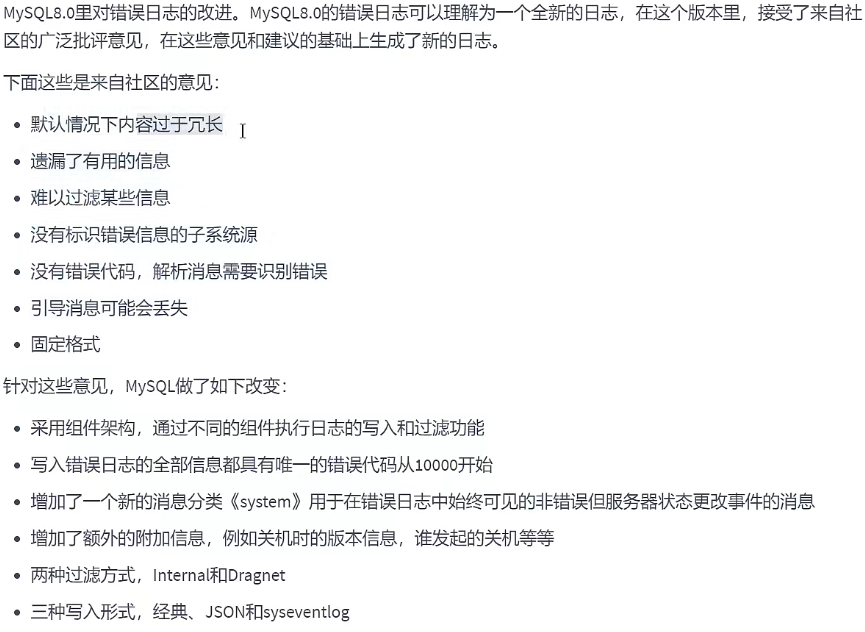 MySQL8.0里对错误日志的改进。MySQL8.0的错误日志可以理解为一个全新的日志，在这个版本里，接受了来自社
区的广泛批评意见，在这些意见和建议的基础上生成了新的日志。
下面这些是来自社区的意见：
• 默认情况下内容过于冗长
• 遗漏了有用的信息
• 难以过滤某些信息
• 没有标识错误信息的子系统源
• 没有错误代码，解析消息需要识别错误
• 引导消息可能会丢失
• 固定格式
针对这些意见，MySQL做了如下改变：
• 采用组件架构，通过不同的组件执行日志的写入和过滤功能
• 写入错误日志的全部信息都具有唯一的错误代码从10000开始
• 增加了一个新的消息分类《system》用于在错误日志中始终可见的非错误但服务器状态更改事件的消息
• 增加了额外的附加信息，例如关机时的版本信息，谁发起的关机等等
• 两种过滤方式，Internal和Dragnet
• 三种写入形式，经典、JSON和syseventlog